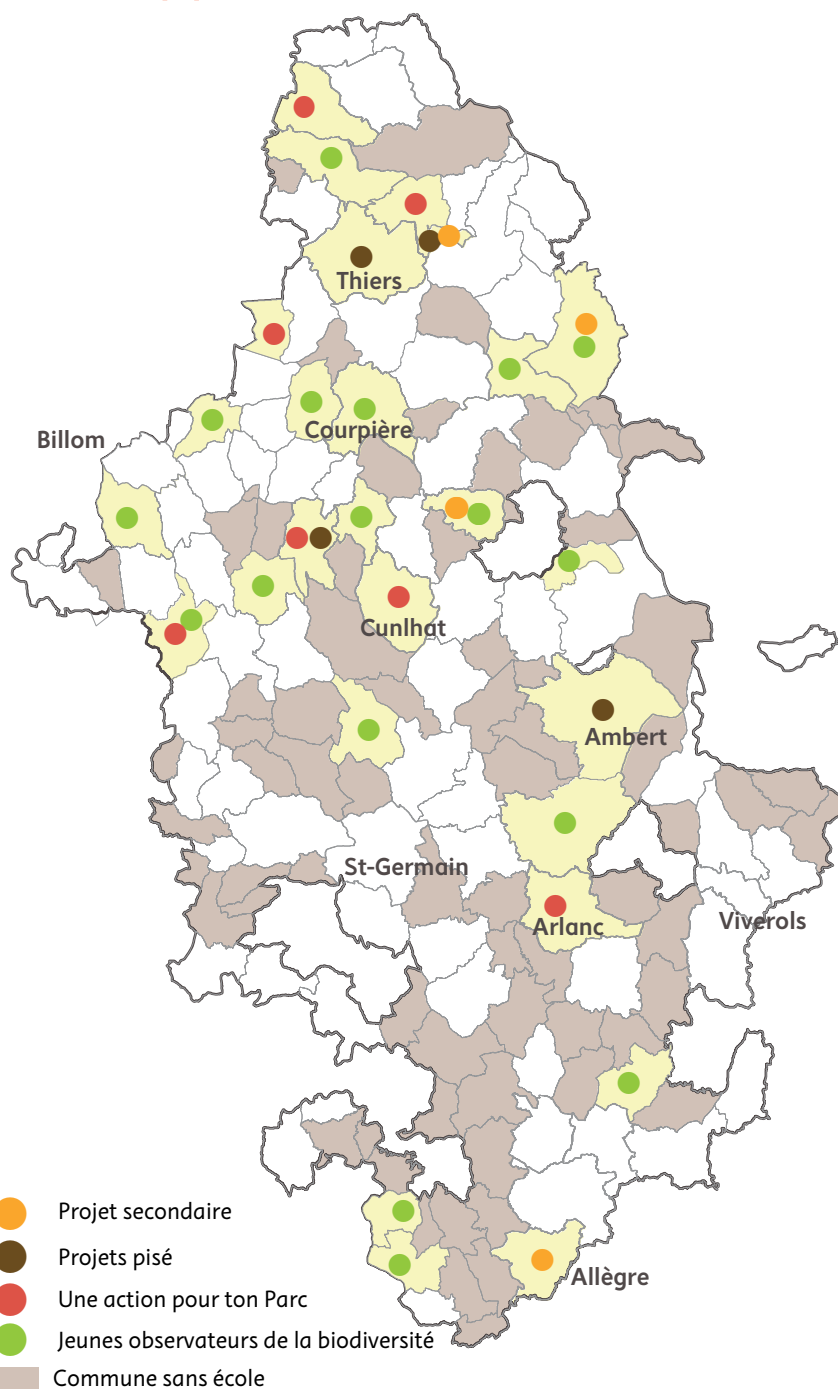 Thiers
Billom
Courpière
Cunlhat
Ambert
St-Germain
Arlanc
Viverols
Projet secondaire
Projets pisé
Allègre
Une action pour ton Parc
Jeunes observateurs de la biodiversité
Commune sans école